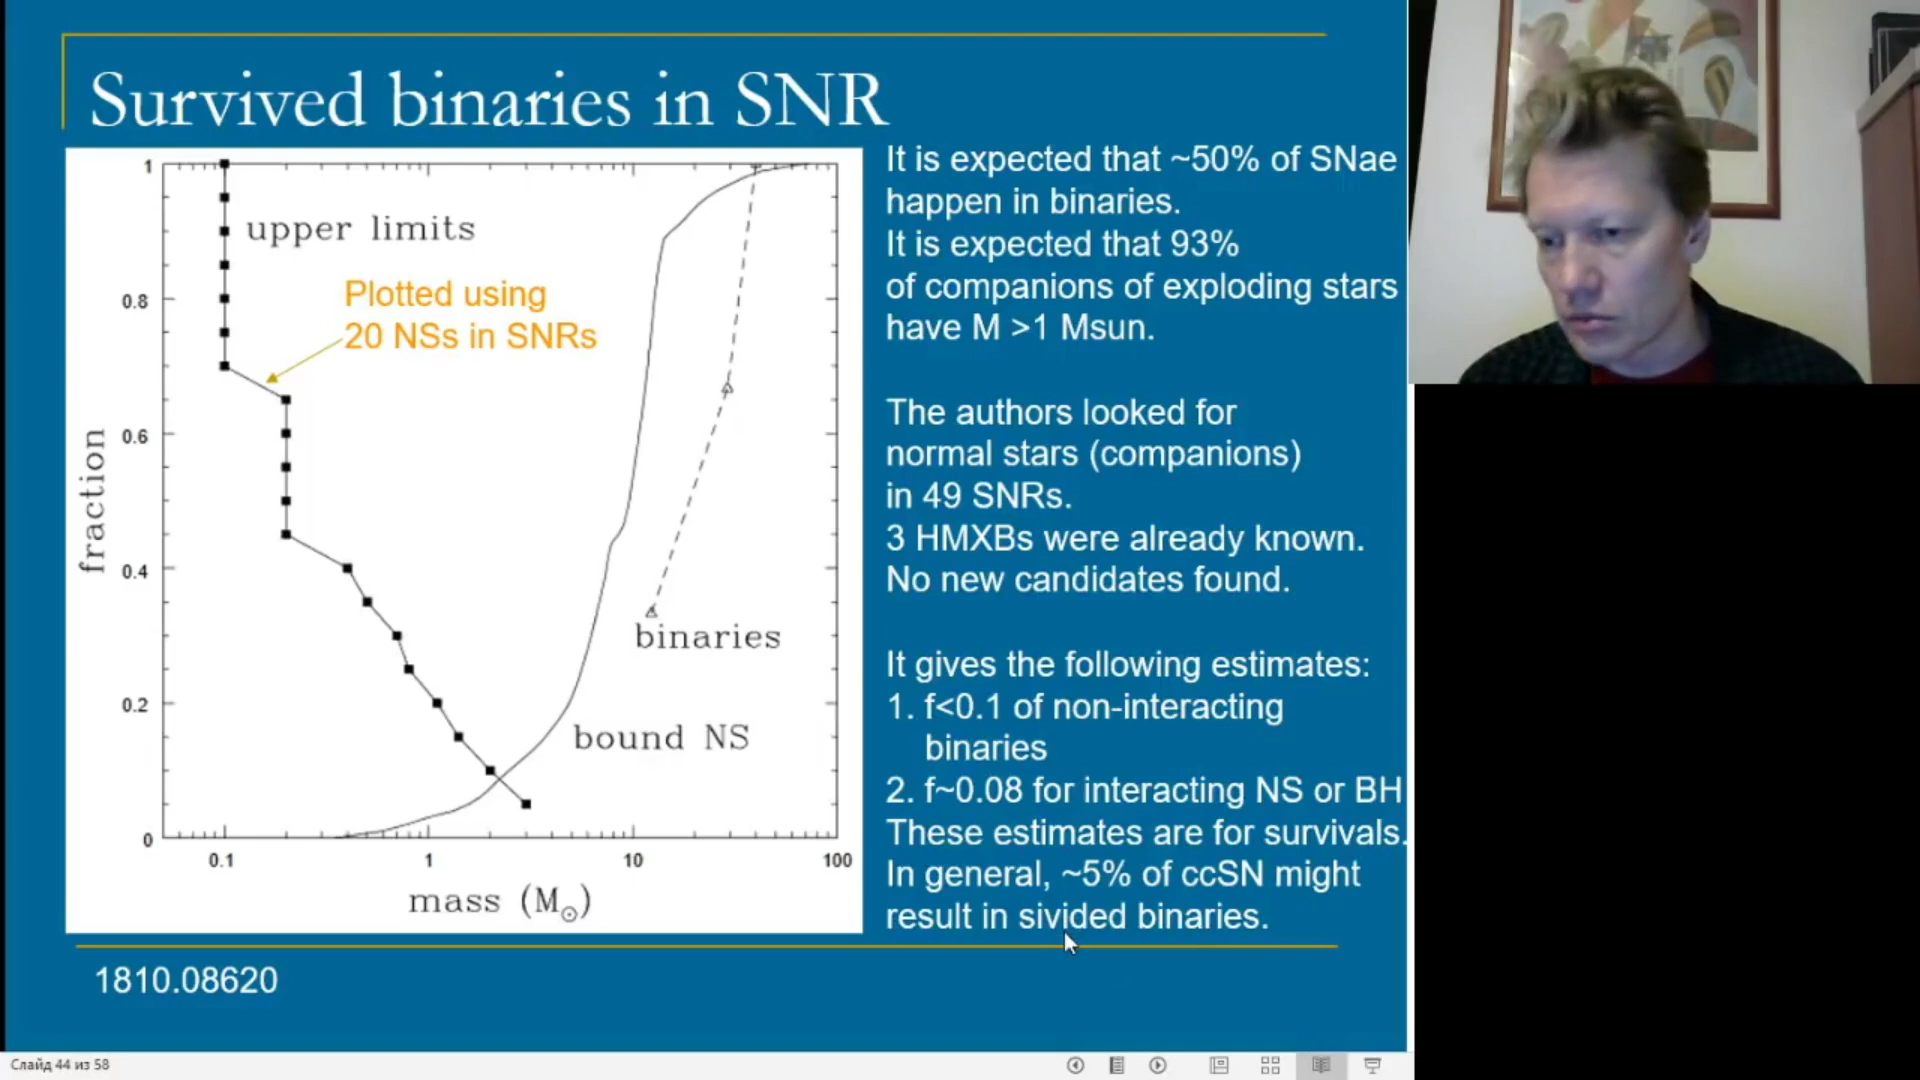 Survived binaries in SNR
1
0.8
0.6
0.4
0.2
0
fraction
upper limits
Plotted using
20 NSs in SNRs
binaries
bound NS
0.1
1
10
100
mass (M⊙)
It is expected that ~50% of SNae
happen in binaries.
It is expected that 93%
of companions of exploding stars
have M >1 Msun.
The authors looked for
normal stars (companions)
in 49 SNRs.
3 HMXBs were already known.
No new candidates found.
It gives the following estimates:
1. f<0.1 of non-interacting
binaries
2. f~0.08 for interacting NS or BH
These estimates are for survivals.
In general, ~5% of ccSN might
result in sivided binaries.
1810.08620
Слайд 44 из 58